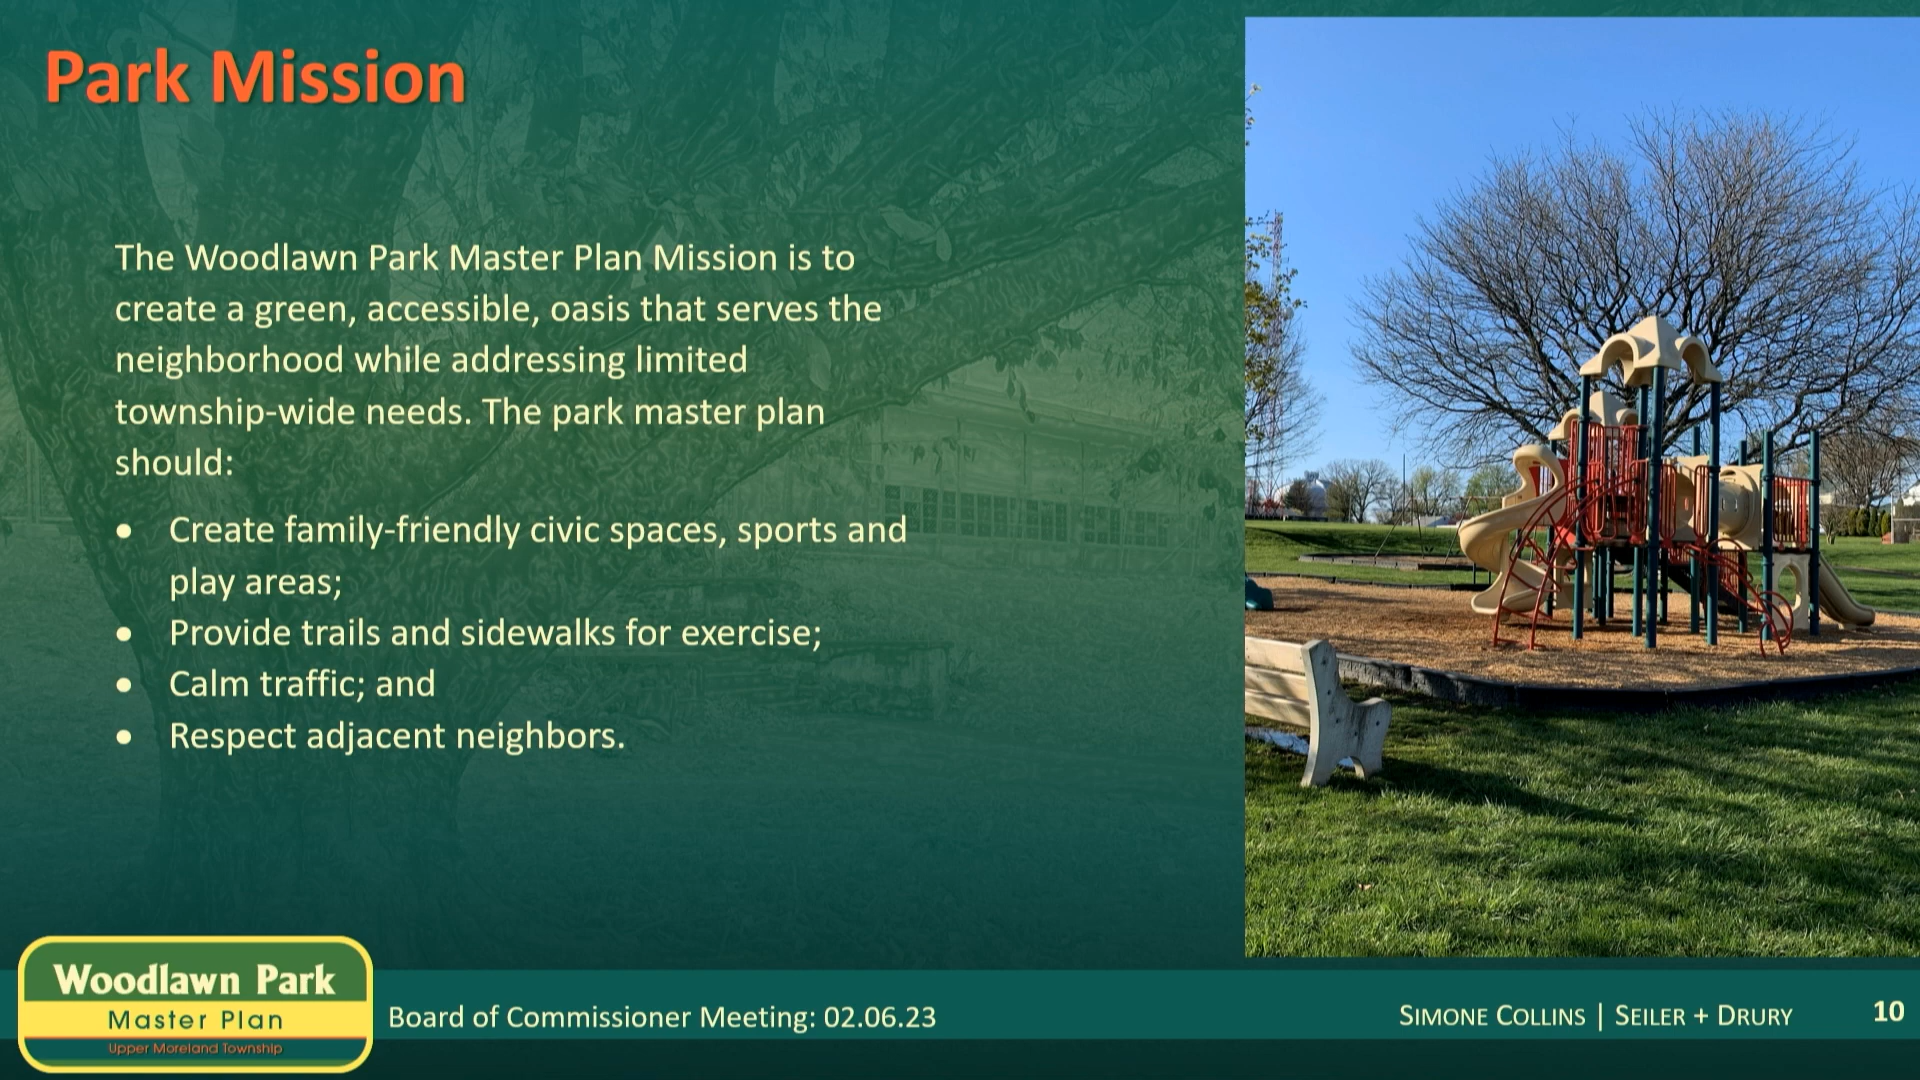 Park Mission
The Woodlawn Park Master Plan Mission is to
create a green, accessible, oasis that serves the
neighborhood while addressing limited
township-wide needs. The park master plan
should:
• Create family-friendly civic spaces, sports and
play areas;
• Provide trails and sidewalks for exercise;
• Calm traffic; and
• Respect adjacent neighbors.
Woodlawn Park
Master Plan
Upper Moreland Township
Board of Commissioner Meeting: 02.06.23
SIMONE COLLINS | SEILER + DRURY
10